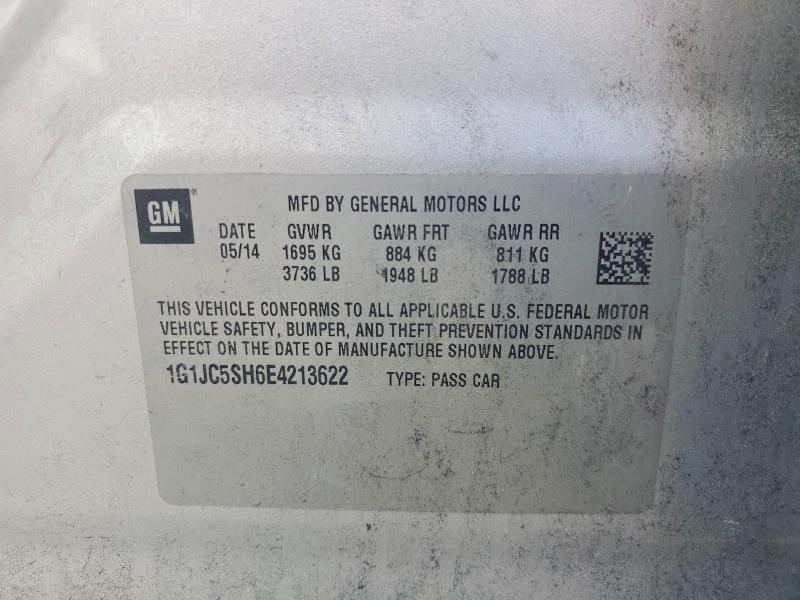 GM®
MFD BY GENERAL MOTORS LLC
DATE GVWR GAWR FRT GAWR RR
05/14 1695 KG 884 KG 811 KG
3736 LB 1948 LB 1788 LB
THIS VEHICLE CONFORMS TO ALL APPLICABLE U.S. FEDERAL MOTOR
VEHICLE SAFETY, BUMPER, AND THEFT PREVENTION STANDARDS IN
EFFECT ON THE DATE OF MANUFACTURE SHOWN ABOVE.
1G1JC5SH6E4213622 TYPE: PASS CAR